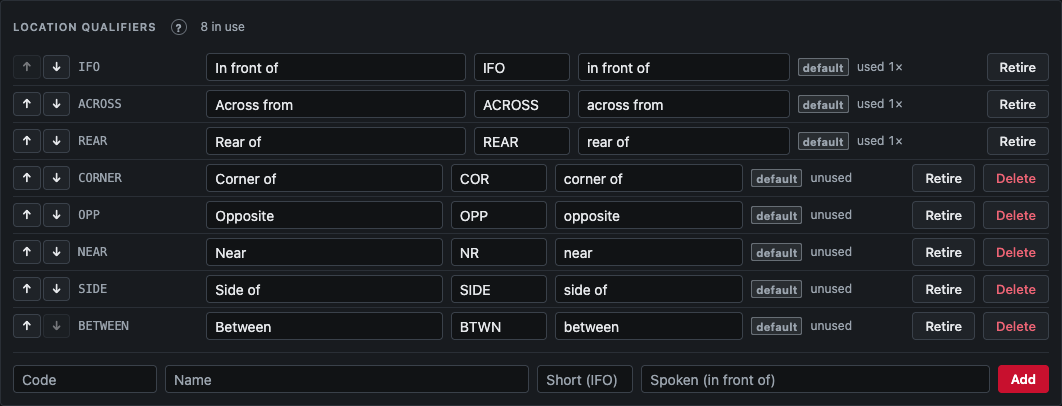 LOCATION QUALIFIERS ? 8 in use
↑ ↓ IFO In front of IFO in front of default used 1× Retire
↑ ↓ ACROSS Across from ACROSS across from default used 1× Retire
↑ ↓ REAR Rear of REAR rear of default used 1× Retire
↑ ↓ CORNER Corner of COR corner of default unused Retire Delete
↑ ↓ OPP Opposite OPP opposite default unused Retire Delete
↑ ↓ NEAR Near NR near default unused Retire Delete
↑ ↓ SIDE Side of SIDE side of default unused Retire Delete
↑ ↓ BETWEEN Between BTWN between default unused Retire Delete
Code Name Short (IFO) Spoken (in front of) Add